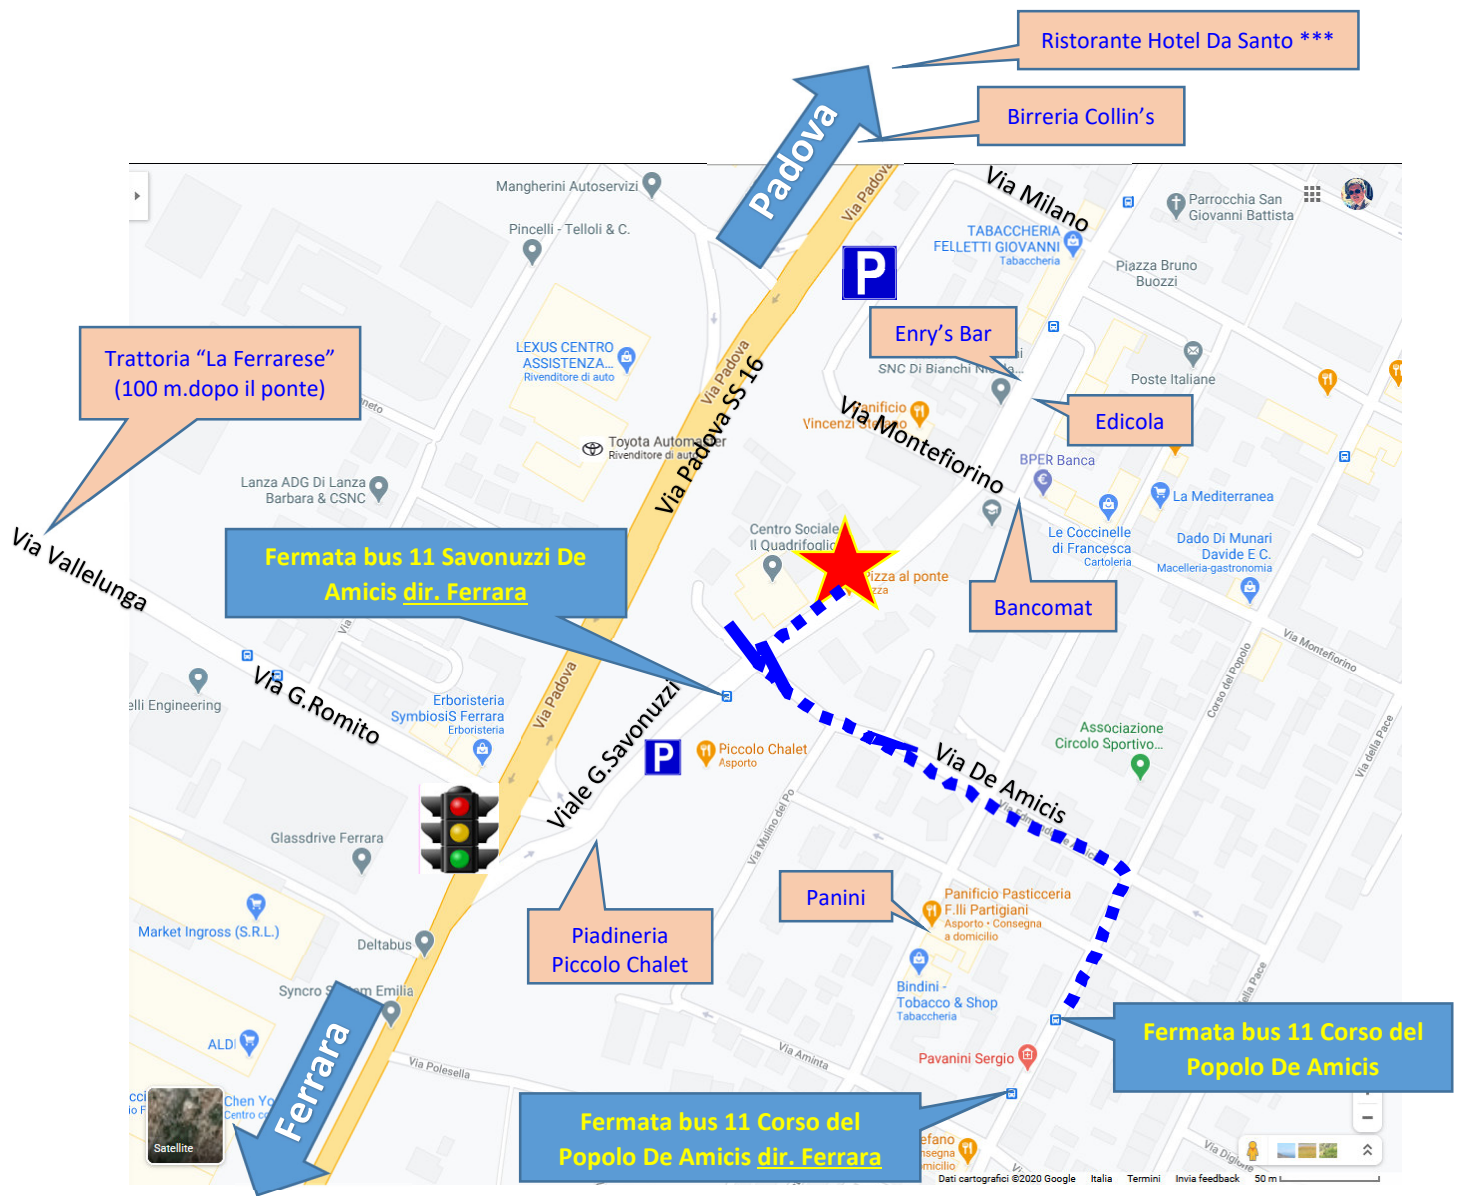 Ristorante Hotel Da Santo ***
Birreria Collin's
Padova
Via Padova
Via Milano
Mangherini Autoservizi
Pincelli - Telloli & C.
Parrocchia San
Giovanni Battista
TABACCHERIA
FELLETTI GIOVANNI
Tabaccheria
Piazza Bruno
Buozzi
P
Enry's Bar
SNC Di Bianchi
Trattoria “La Ferrarese”
(100 m.dopo il ponte)
LEXUS CENTRO
ASSISTENZA...
Rivenditore di auto
Via Padova
Via Padova SS 16
Poste Italiane
Edicola
Vincenzi
Via Montefiorino
Toyota
Rivenditore di auto
BPER Banca
La Mediterranea
Lanza ADG Di Lanza
Barbara & CSNC
Le Coccinelle
di Francesca
Cartoleria
Dado Di Munari
Davide E C.
Macelleria-gastronomia
Via Vallelunga
Fermata bus 11 Savonuzzi De
Amicis dir. Ferrara
Centro Sociale
Il Quadrifoglio
Pizza al ponte
Bancomat
Via Montefiorino
Via G.Romito
Via Padova
Viale G.Savonuzzi
Corso del Popolo
Via della Pace
Engineering
Erboristeria
SymbiosiS Ferrara
Erboristeria
P
Piccolo Chalet
Asporto
Associazione
Circolo Sportivo...
Via De Amicis
Via Mulino del Po
Glassdrive Ferrara
Piadineria
Piccolo Chalet
Panini
Panificio Pasticceria
F.lli Partigiani
Asporto • Consegna
a domicilio
Market Ingross (S.R.L.)
Deltabus
Syncro
Emilia
Bindini -
Tobacco & Shop
Tabaccheria
della Pace
Fermata bus 11 Corso del
Popolo De Amicis
ALDI
Ferrara
Via Polesella
Via Aminta
Pavanini Sergio
Chen
Centro
Satellite
Fermata bus 11 Corso del
Popolo De Amicis dir. Ferrara
Dati cartografici ©2020 Google Italia Termini Invia feedback 50 m